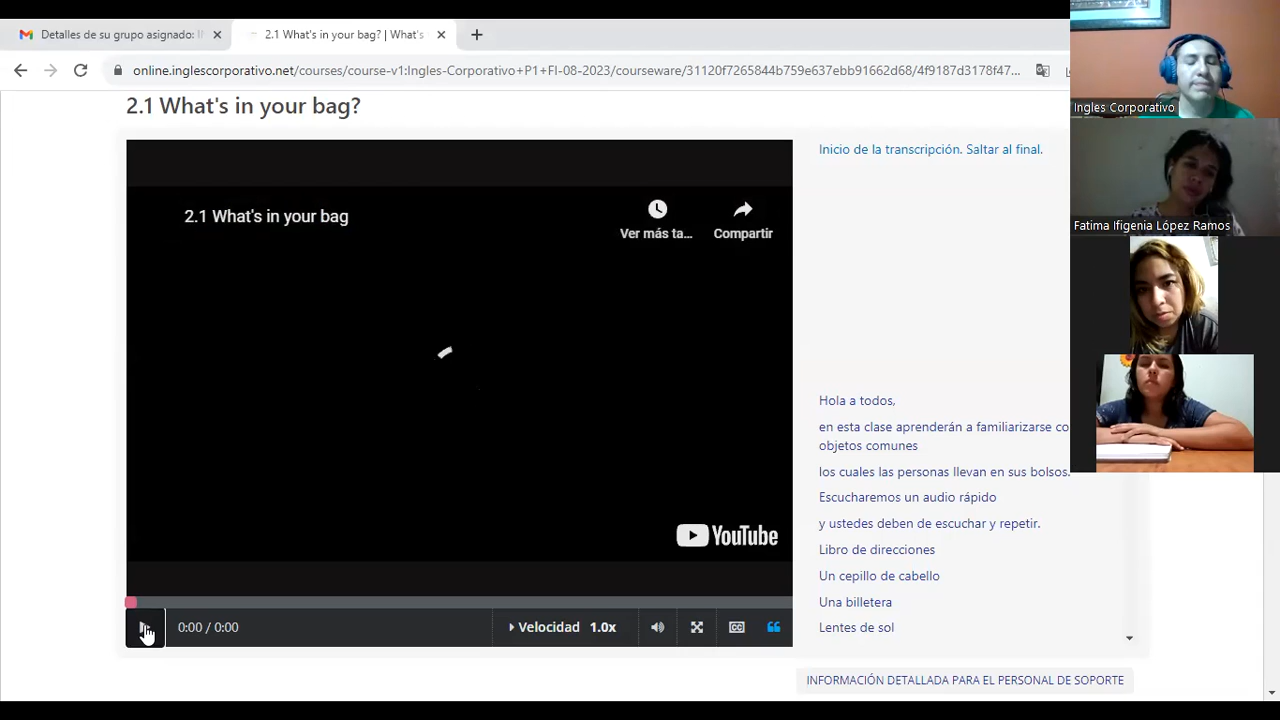 Detalles de su grupo asignado: I
2.1 What's in your bag? | What's
online.inglescorporativo.net/courses/course-v1:Ingles-Corporativo+P1+FI-08-2023/courseware/31120f7265844b759e637ebb91662d68/4f9187d3178f47...
2.1 What's in your bag?
2.1 What's in your bag
Ver más ta...
Compartir
YouTube
0:00 / 0:00
Velocidad 1.0x
CC
Inicio de la transcripción. Saltar al final.
Hola a todos,
en esta clase aprenderán a familiarizarse co
objetos comunes
los cuales las personas llevan en sus bolsos.
Escucharemos un audio rápido
y ustedes deben de escuchar y repetir.
Libro de direcciones
Un cepillo de cabello
Una billetera
Lentes de sol
INFORMACIÓN DETALLADA PARA EL PERSONAL DE SOPORTE
Ingles Corporativo
Fatima Ifigenia López Ramos